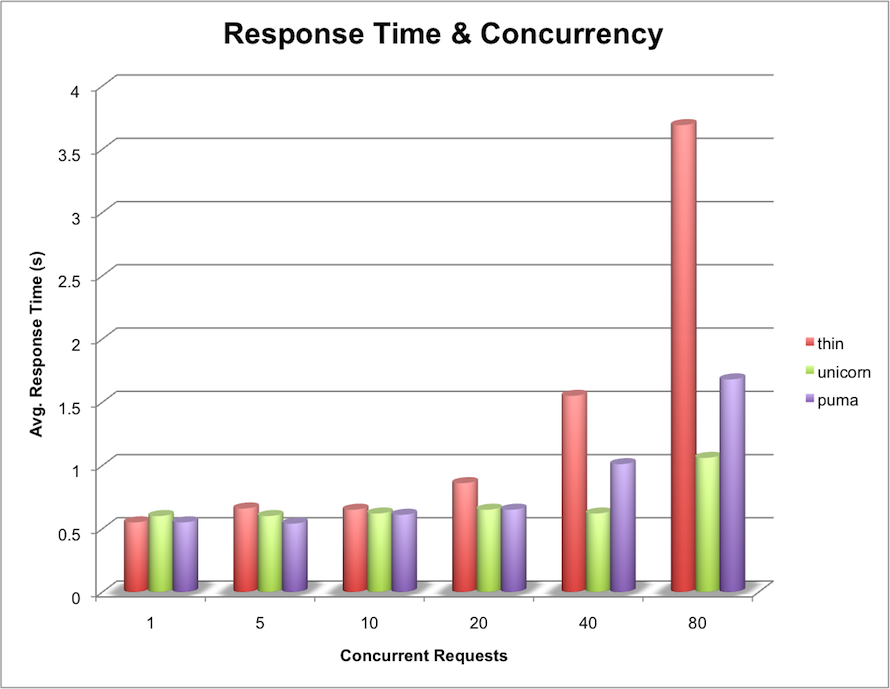 Response Time & Concurrency
4
3.5
3
2.5
2
1.5
1
0.5
0
Avg. Response Time (s)
thin
unicorn
puma
1 5 10 20 40 80
Concurrent Requests